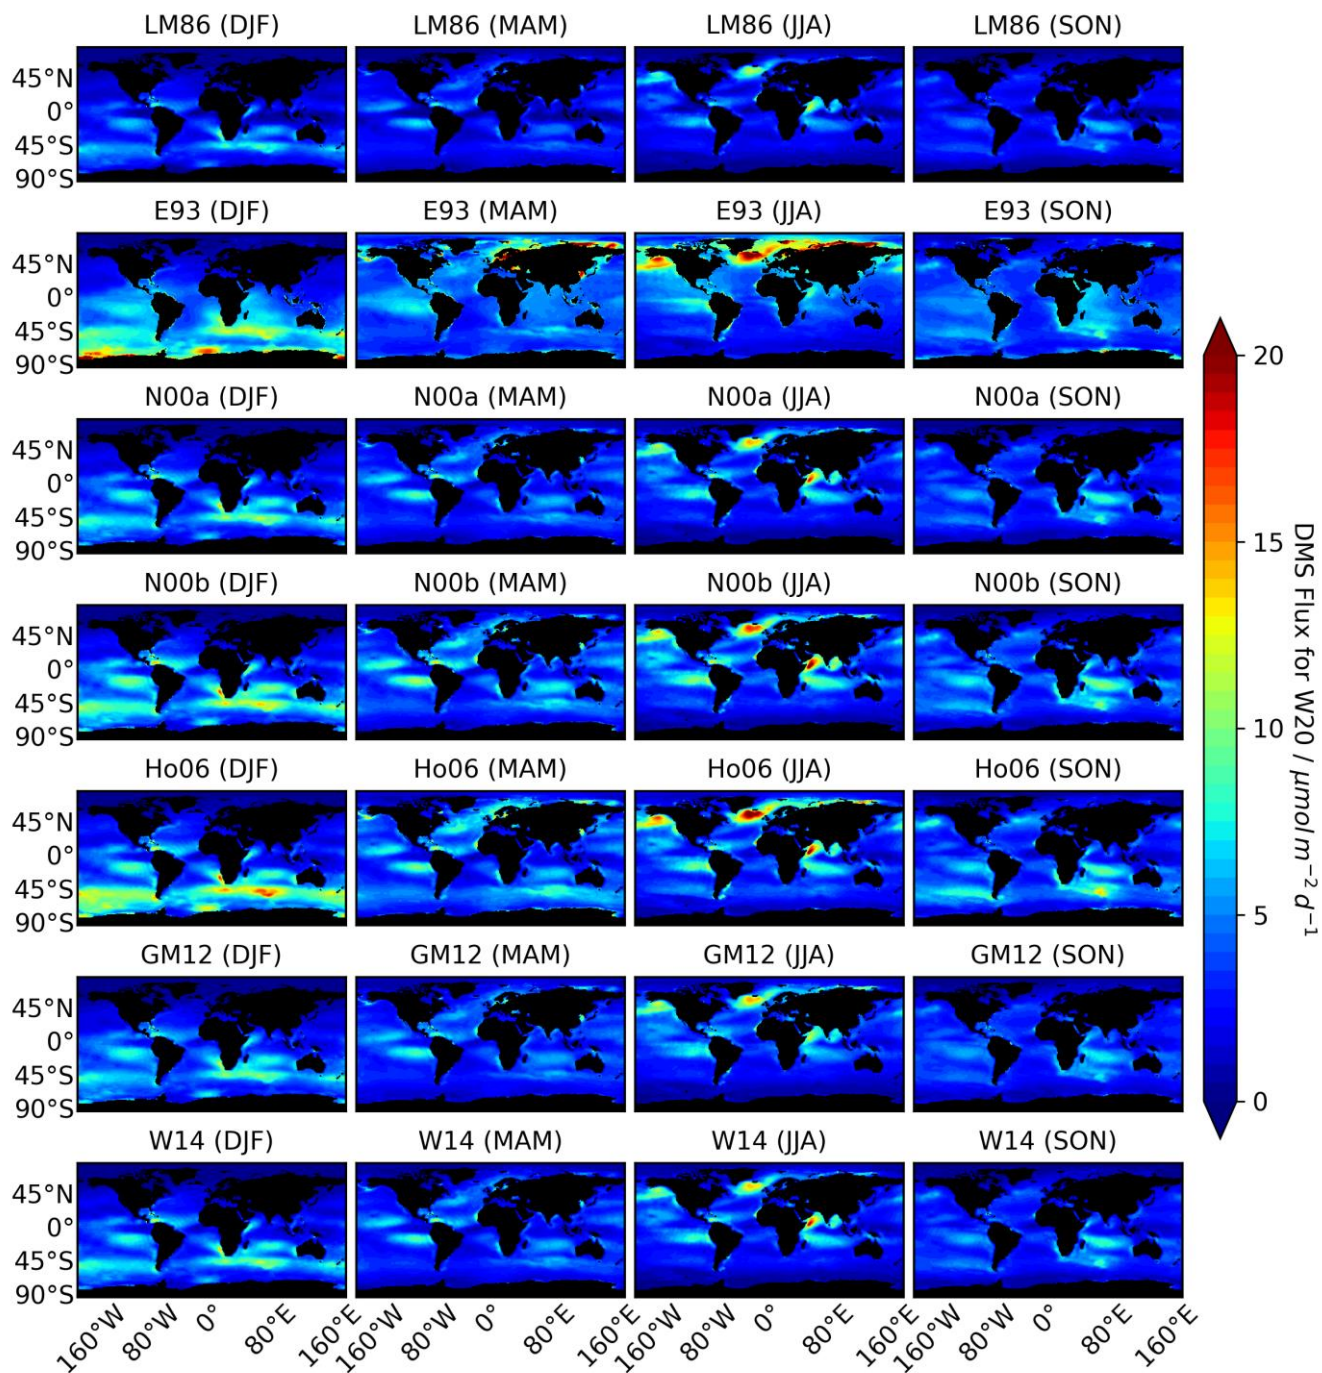 LM86 (DJF) LM86 (MAM) LM86 (JJA) LM86 (SON)
45°N
0°
45°S
90°S
E93 (DJF) E93 (MAM) E93 (JJA) E93 (SON)
45°N
0°
45°S
90°S
N00a (DJF) N00a (MAM) N00a (JJA) N00a (SON)
45°N
0°
45°S
90°S
N00b (DJF) N00b (MAM) N00b (JJA) N00b (SON)
45°N
0°
45°S
90°S
Ho06 (DJF) Ho06 (MAM) Ho06 (JJA) Ho06 (SON)
45°N
0°
45°S
90°S
GM12 (DJF) GM12 (MAM) GM12 (JJA) GM12 (SON)
45°N
0°
45°S
90°S
W14 (DJF) W14 (MAM) W14 (JJA) W14 (SON)
45°N
0°
45°S
90°S
160°W 80°W 0° 80°E 160°E 160°W 80°W 0° 80°E 160°E 160°W 80°W 0° 80°E 160°E 160°W 80°W 0° 80°E 160°E
20
15
10
5
0
DMS Flux for W20 / μmolm⁻²d⁻¹